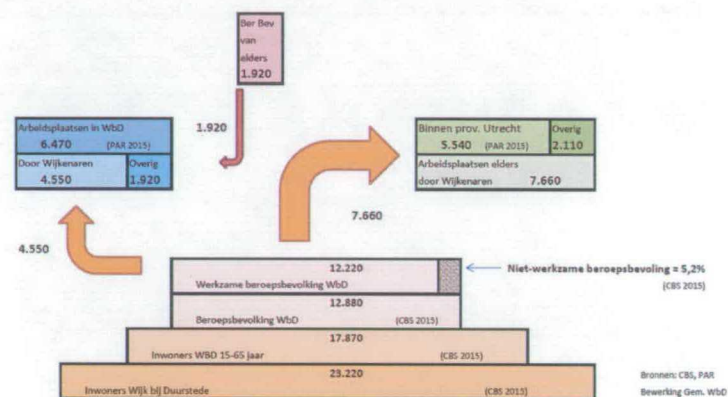 Ber Bev
van
elders
1.920
1.920
Arbeidsplaatsen in WbD
6.470 (PAR 2015)
Door Wijkenaren Overig
4.550 1.920
Binnen prov. Utrecht Overig
5.540 (PAR 2015) 2.110
Arbeidsplaatsen elders
door Wijkenaren 7.660
7.660
4.550
12.220
Werkzame beroepsbevolking WbD
Niet-werkzame beroepsbevoling = 5,2%
(CBS 2015)
12.880
Beroepsbevolking WbD (CBS 2015)
17.870
Inwoners WBD 15-65 jaar (CBS 2015)
23.220
Inwoners Wijk bij Duurstede (CBS 2015)
Bronnen: CBS, PAR
Bewerking Gem. WbD